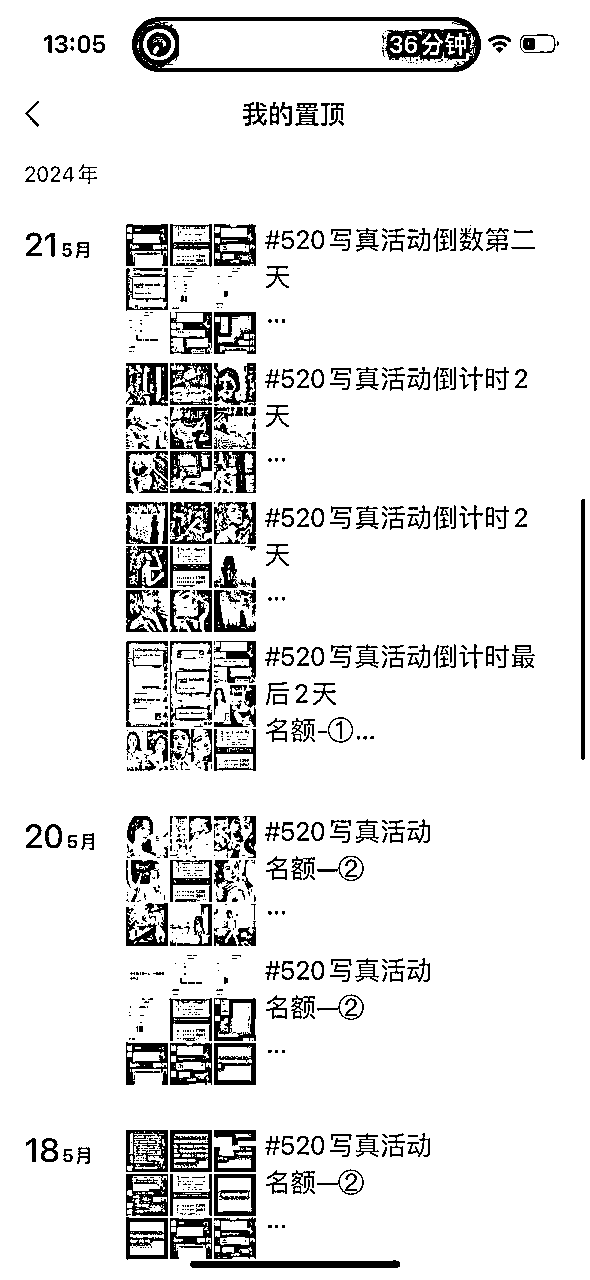 13:05
36分钟
我的置顶
2024年
21 5月
#520写真活动倒数第二
天
...
#520写真活动倒计时2
天
...
#520写真活动倒计时2
天
...
#520写真活动倒计时最
后2天
名额-①...
20 5月
#520写真活动
名额—②
...
#520写真活动
名额—②
...
18 5月
#520写真活动
名额—②
...